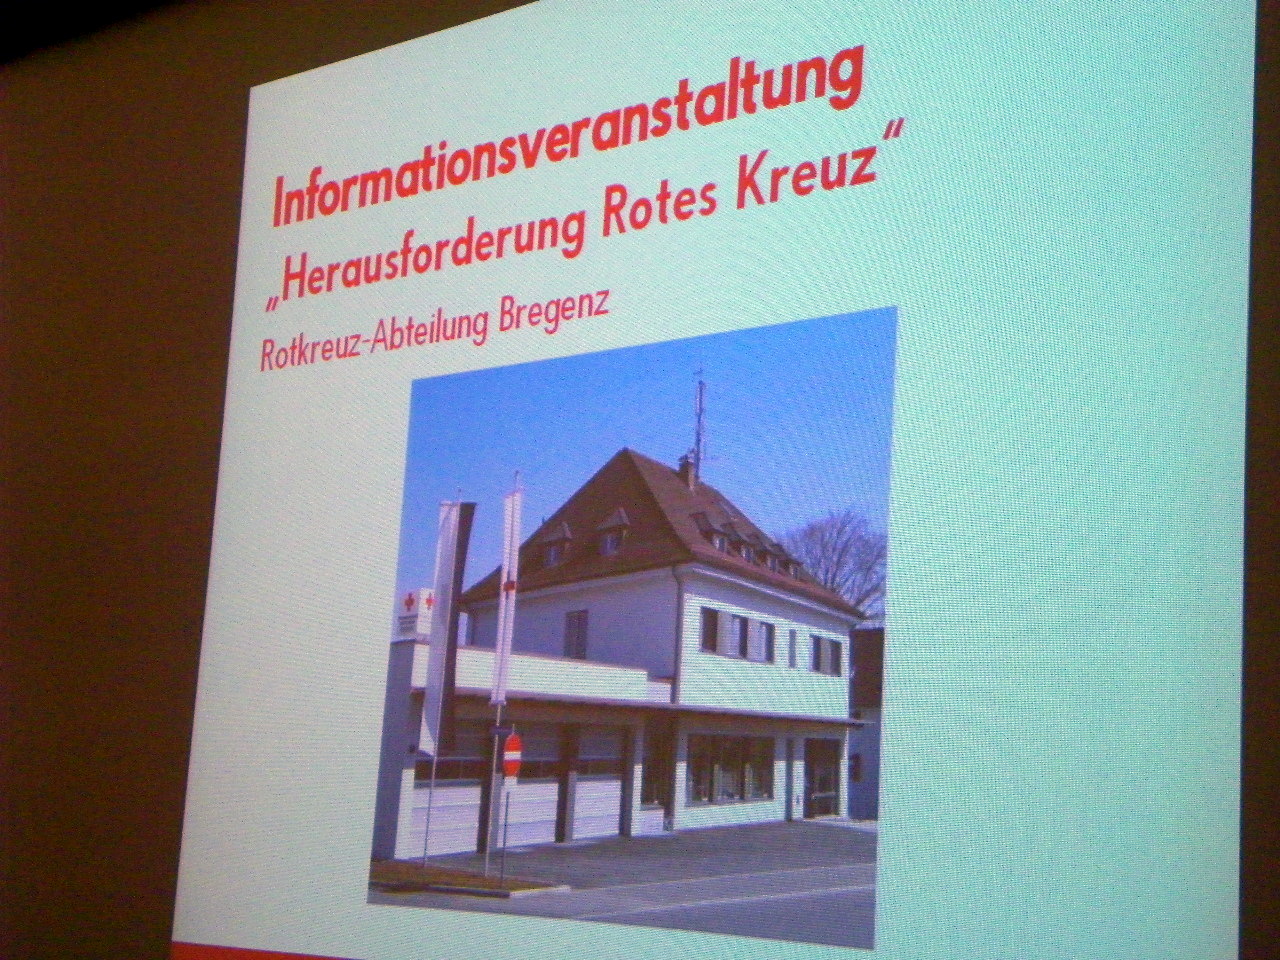 Informationsveranstaltung
„Herausforderung Rotes Kreuz“
Rotkreuz-Abteilung Bregenz